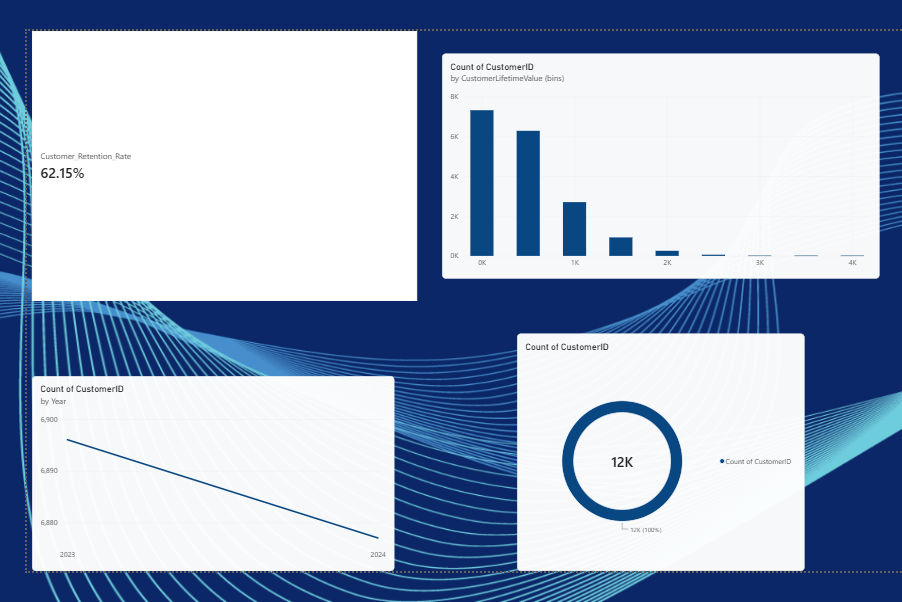 Customer_Retention_Rate
62.15%
Count of CustomerID
by CustomerLifetimeValue (bins)
8K
6K
4K
2K
0K
0K
1K
2K
3K
4K
Count of CustomerID
by Year
6,900
6,890
6,880
2023
2024
Count of CustomerID
12K
Count of CustomerID
12K (100%)